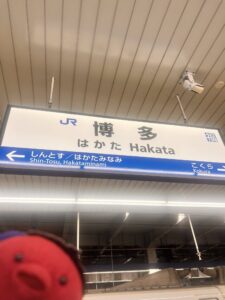 JR
博多
はかた Hakata
しんとす／はかたみなみ
Shin-Tosu, Hakataminami
こくら
Kokura